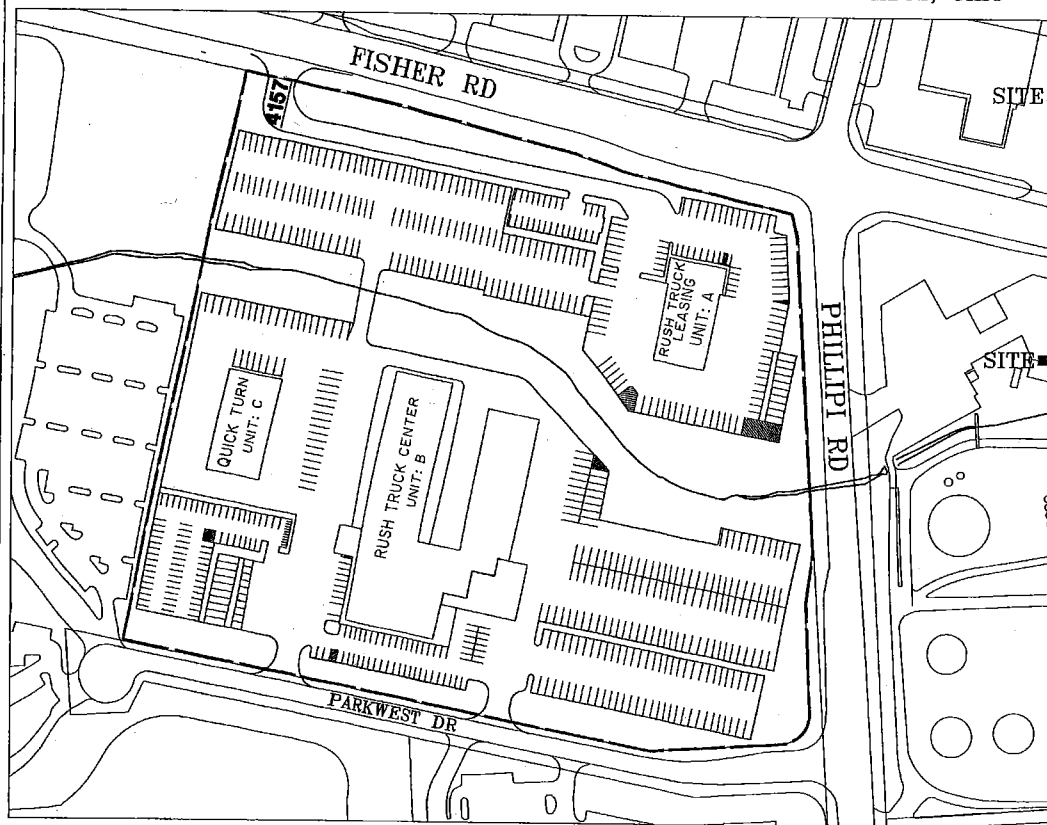 FISHER RD
SITE
4157
RUSH TRUCK
LEASING
UNIT: A
PHILLIPI RD
SITE
QUICK TURN
UNIT: C
RUSH TRUCK CENTER
UNIT: B
PARKWEST DR